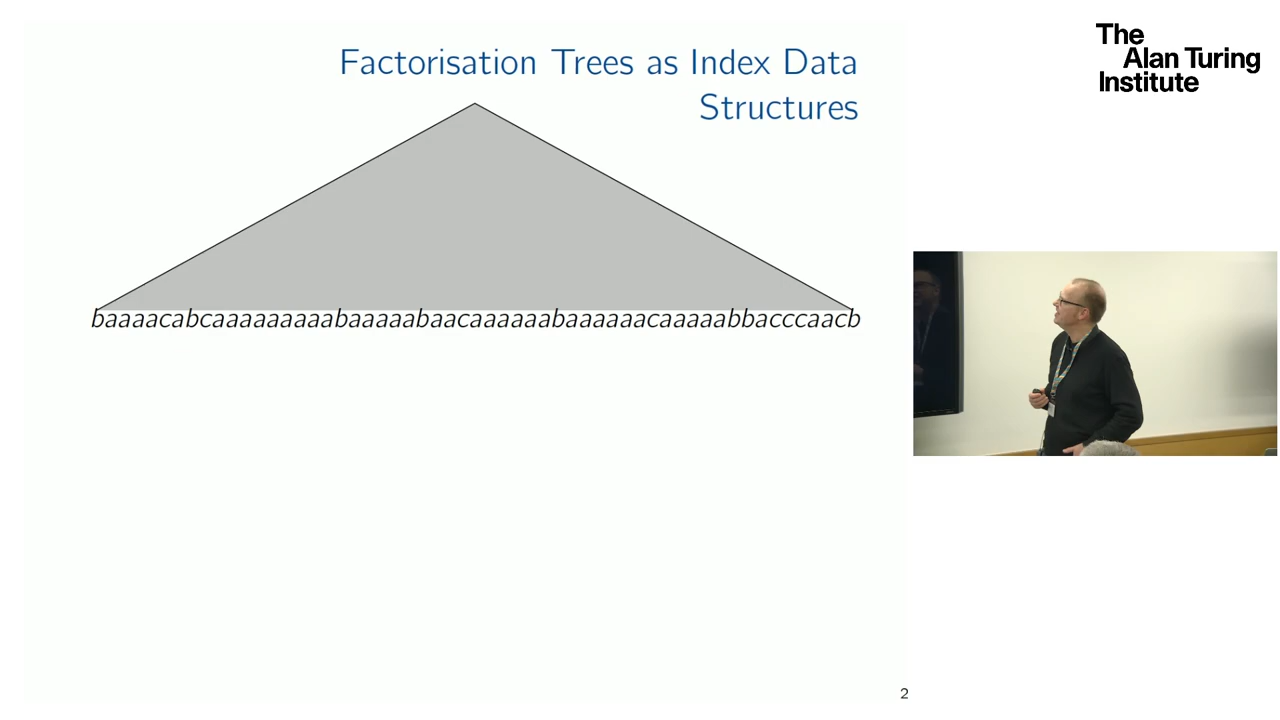 Factorisation Trees as Index Data
Structures
baaaacabcaaaaaaaaabaaaaabaacaaaaaabaaaaaacaaaaabbacccaacb
2
The
Alan Turing
Institute